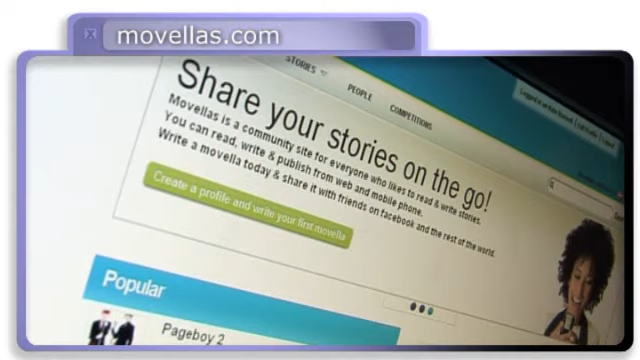 movellas.com
STORIES
PEOPLE
COMPETITIONS
Share your stories on the go!
Movellas is a community site for everyone who likes to read & write stories.
You can read, write & publish from web and mobile phone.
Write a movella today & share it with friends on facebook and the rest of the world.
Create a profile and write your first movella
Popular
Pageboy 2